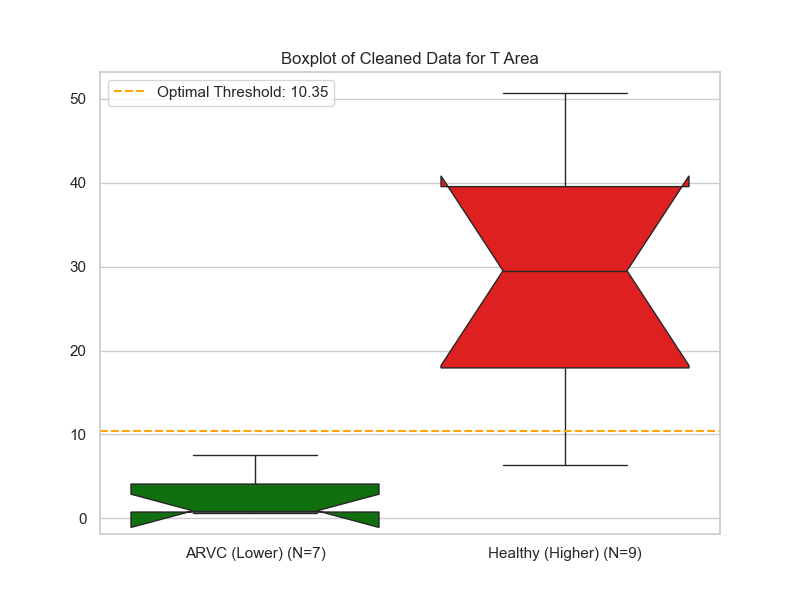 Boxplot of Cleaned Data for T Area
Optimal Threshold: 10.35
50
40
30
20
10
0
ARVC (Lower) (N=7)
Healthy (Higher) (N=9)